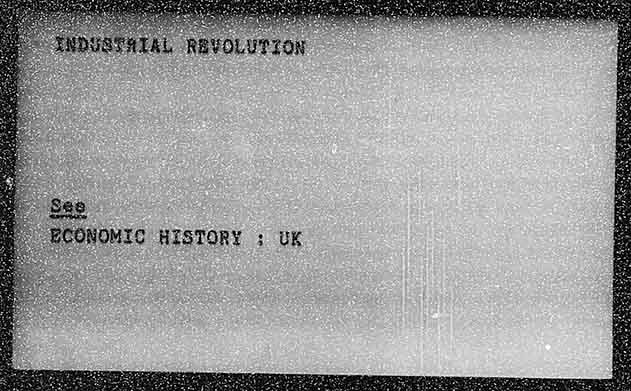 INDUSTRIAL REVOLUTION
See
ECONOMIC HISTORY : UK